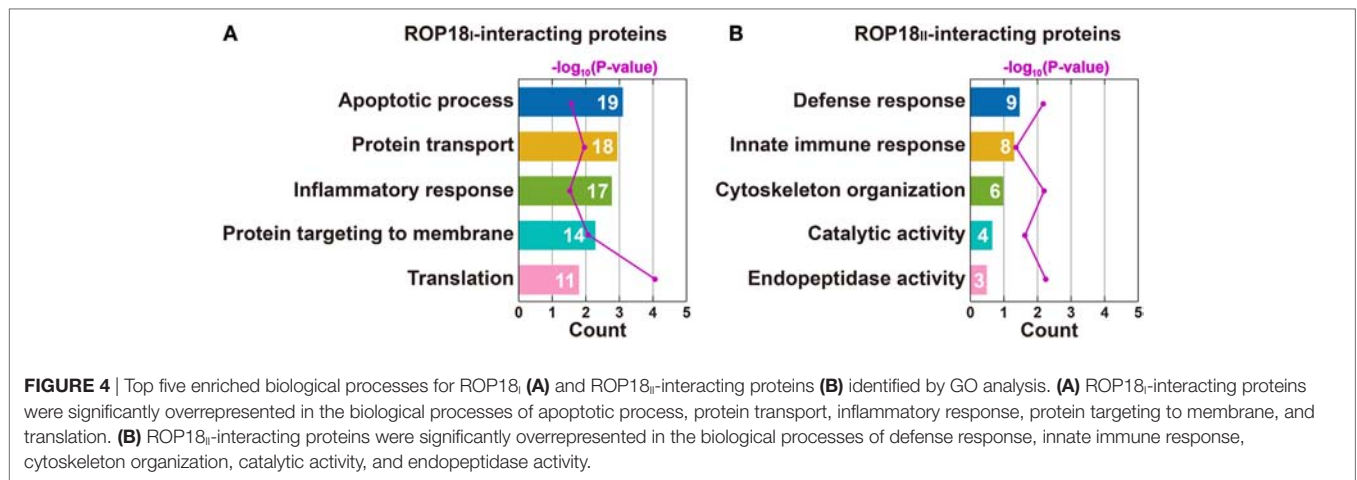 A ROP18I-interacting proteins
-log10(P-value)
Apoptotic process 19
Protein transport 18
Inflammatory response 17
Protein targeting to membrane 14
Translation 11
0 1 2 3 4 5
Count
B ROP18II-interacting proteins
-log10(P-value)
Defense response 9
Innate immune response 8
Cytoskeleton organization 6
Catalytic activity 4
Endopeptidase activity 3
0 1 2 3 4 5
Count
FIGURE 4 | Top five enriched biological processes for ROP18I (A) and ROP18II-interacting proteins (B) identified by GO analysis. (A) ROP18I-interacting proteins
were significantly overrepresented in the biological processes of apoptotic process, protein transport, inflammatory response, protein targeting to membrane, and
translation. (B) ROP18II-interacting proteins were significantly overrepresented in the biological processes of defense response, innate immune response,
cytoskeleton organization, catalytic activity, and endopeptidase activity.